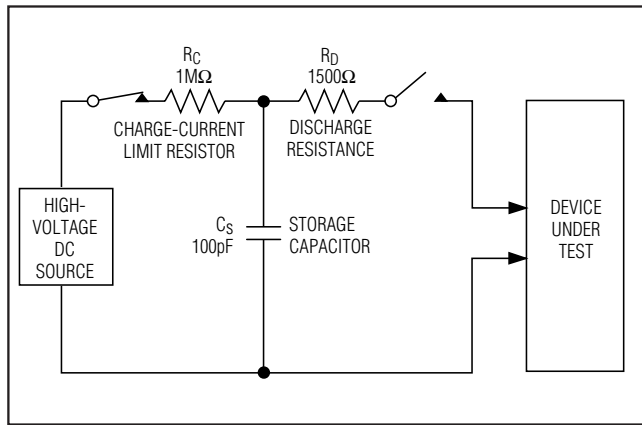 R_C
1MΩ
CHARGE-CURRENT
LIMIT RESISTOR
R_D
1500Ω
DISCHARGE
RESISTANCE
HIGH-
VOLTAGE
DC
SOURCE
C_S
100pF
STORAGE
CAPACITOR
DEVICE
UNDER
TEST